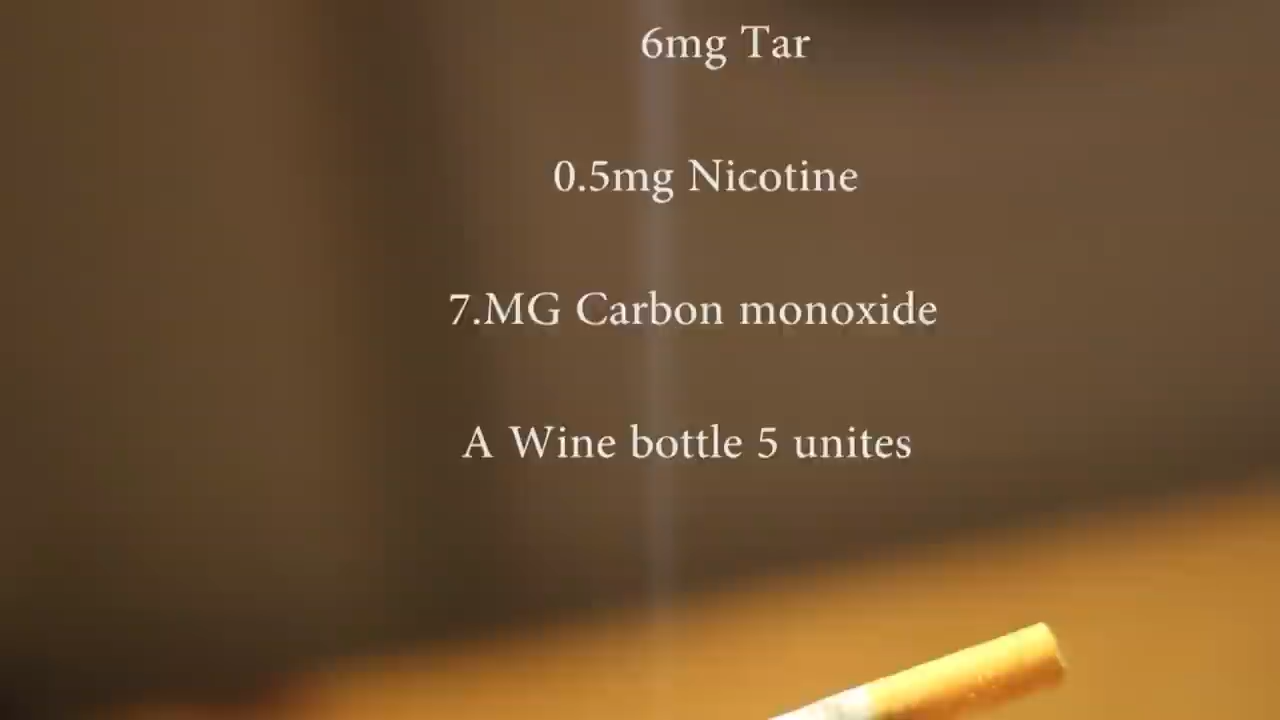 6mg Tar
0.5mg Nicotine
7.MG Carbon monoxide
A Wine bottle 5 unites